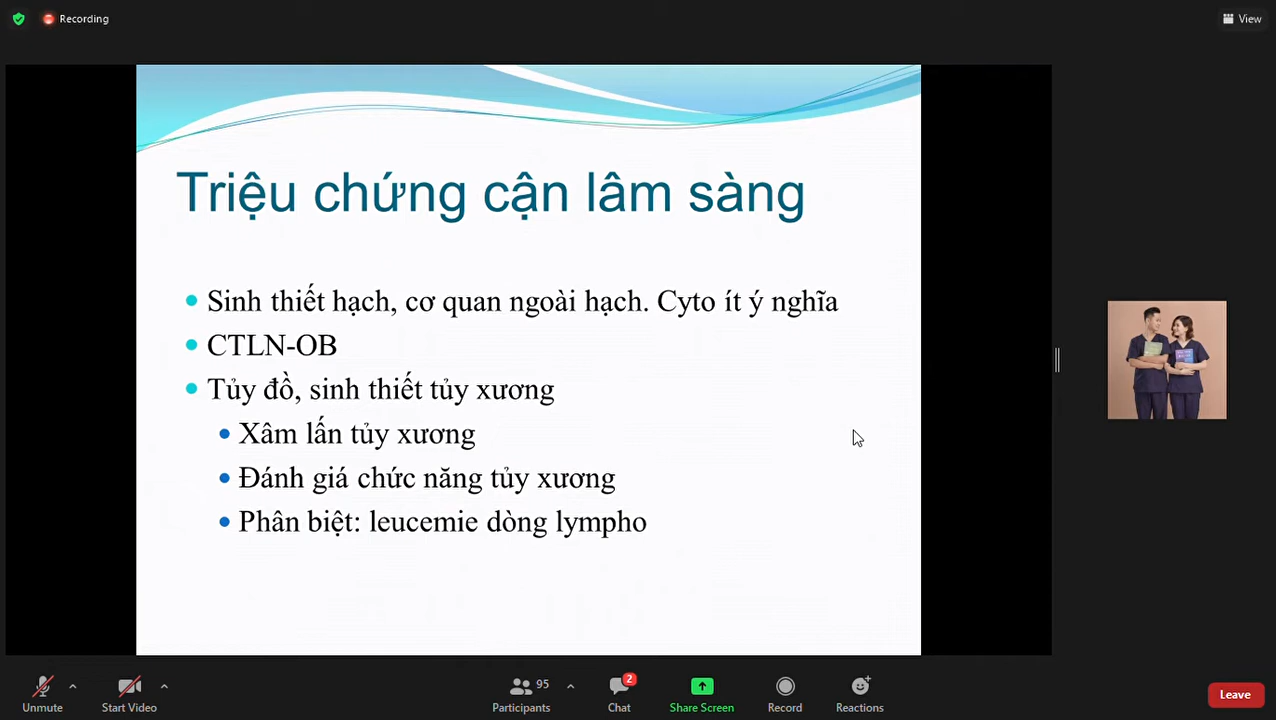 Recording
View
Triệu chứng cận lâm sàng
Sinh thiết hạch, cơ quan ngoài hạch. Cyto ít ý nghĩa
CTLN-OB
Tủy đồ, sinh thiết tủy xương
Xâm lấn tủy xương
Đánh giá chức năng tủy xương
Phân biệt: leucemie dòng lympho
Unmute
Start Video
95
Participants
2
Chat
Share Screen
Record
Reactions
Leave